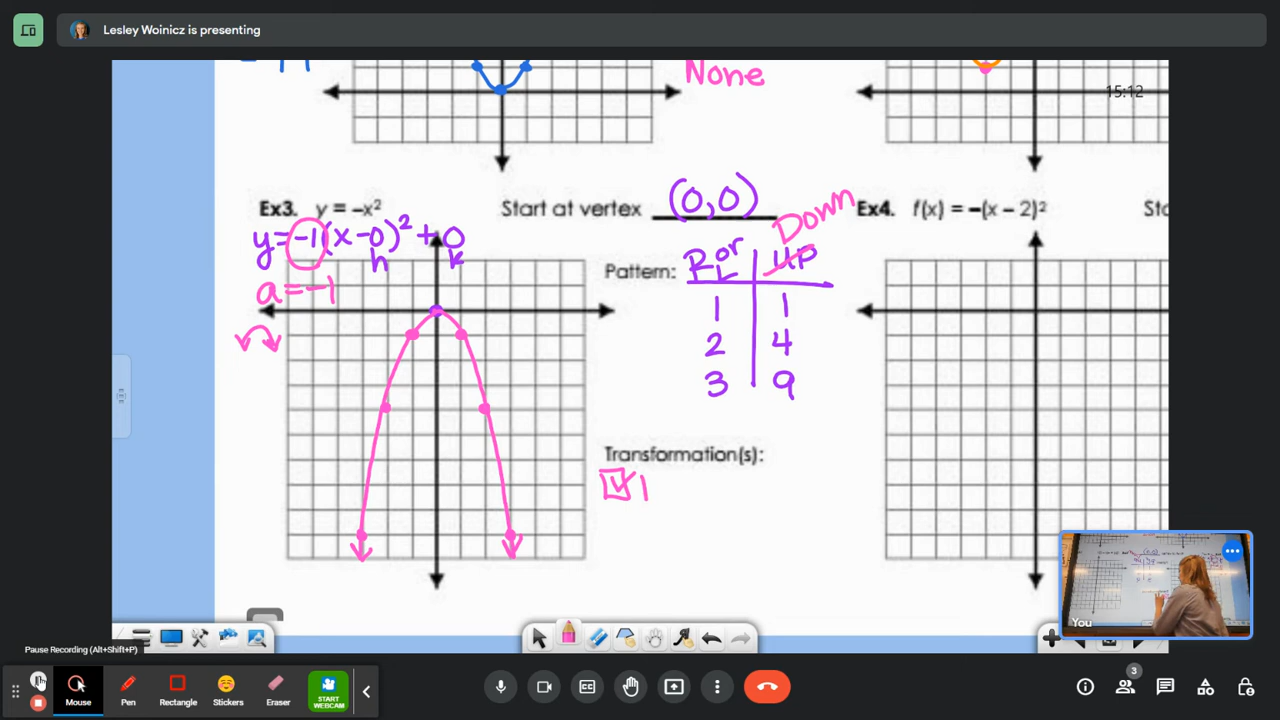 Lesley Woinicz is presenting
None
15:12
Ex3. y = -x²
Start at vertex (0,0)
Ex4. f(x) = -(x - 2)²
y = -1(x - 0)² + 0
h k
a = -1
Pattern: R or L UP Down
1 1
2 4
3 9
Transformation(s):
You
Pause Recording (Alt+Shift+P)
Mouse
Pen
Rectangle
Stickers
Eraser
START WEBCAM
3